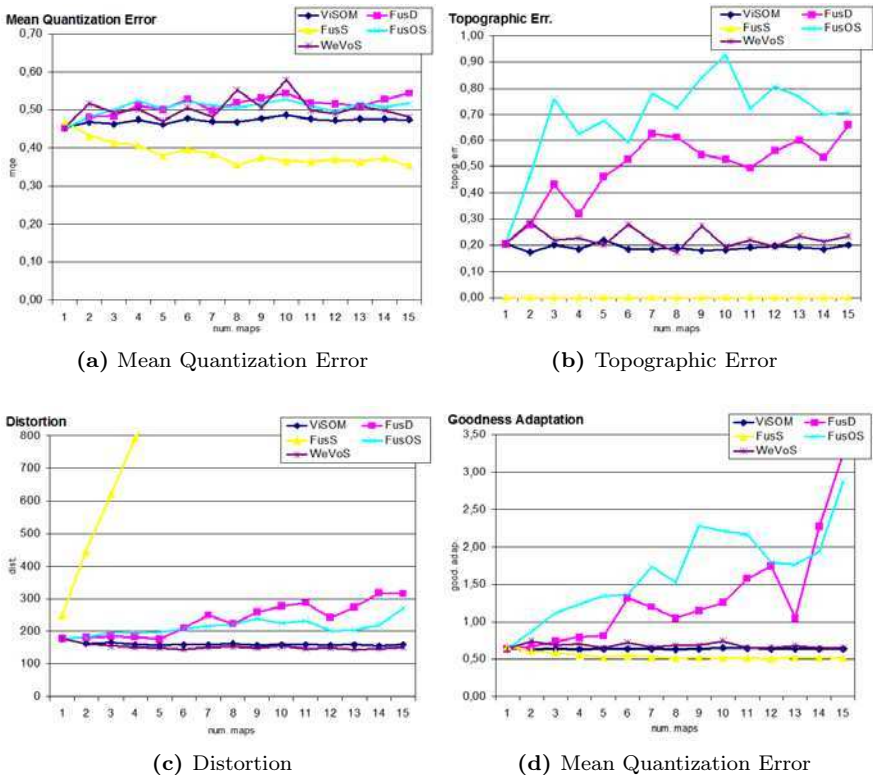 Mean Quantization Error
ViSOM FusD
FusS FusOS
WeVoS
0,70
0,60
0,50
0,40
0,30
0,20
0,10
0,00
mqe
1 2 3 4 5 6 7 8 9 10 11 12 13 14 15
num. maps
(a) Mean Quantization Error
Topographic Err.
ViSOM FusD
FusS FusOS
WeVoS
1,00
0,90
0,80
0,70
0,60
0,50
0,40
0,30
0,20
0,10
0,00
topog. err
1 2 3 4 5 6 7 8 9 10 11 12 13 14 15
num. maps
(b) Topographic Error
Distortion
ViSOM FusD
FusS FusOS
WeVoS
800
700
600
500
400
300
200
100
0
dist.
1 2 3 4 5 6 7 8 9 10 11 12 13 14 15
num. maps
(c) Distortion
Goodness Adaptation
ViSOM FusD
FusS FusOS
WeVoS
3,50
3,00
2,50
2,00
1,50
1,00
0,50
0,00
good. adap.
1 2 3 4 5 6 7 8 9 10 11 12 13 14 15
num. maps
(d) Mean Quantization Error